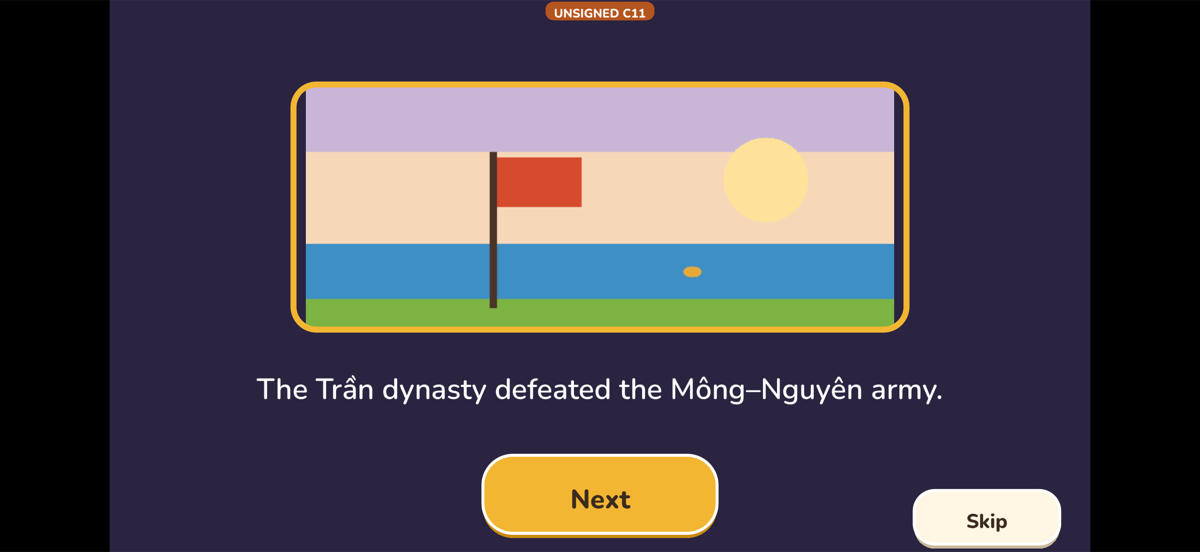 UNSIGNED C11
The Trần dynasty defeated the Mông–Nguyên army.
Next
Skip